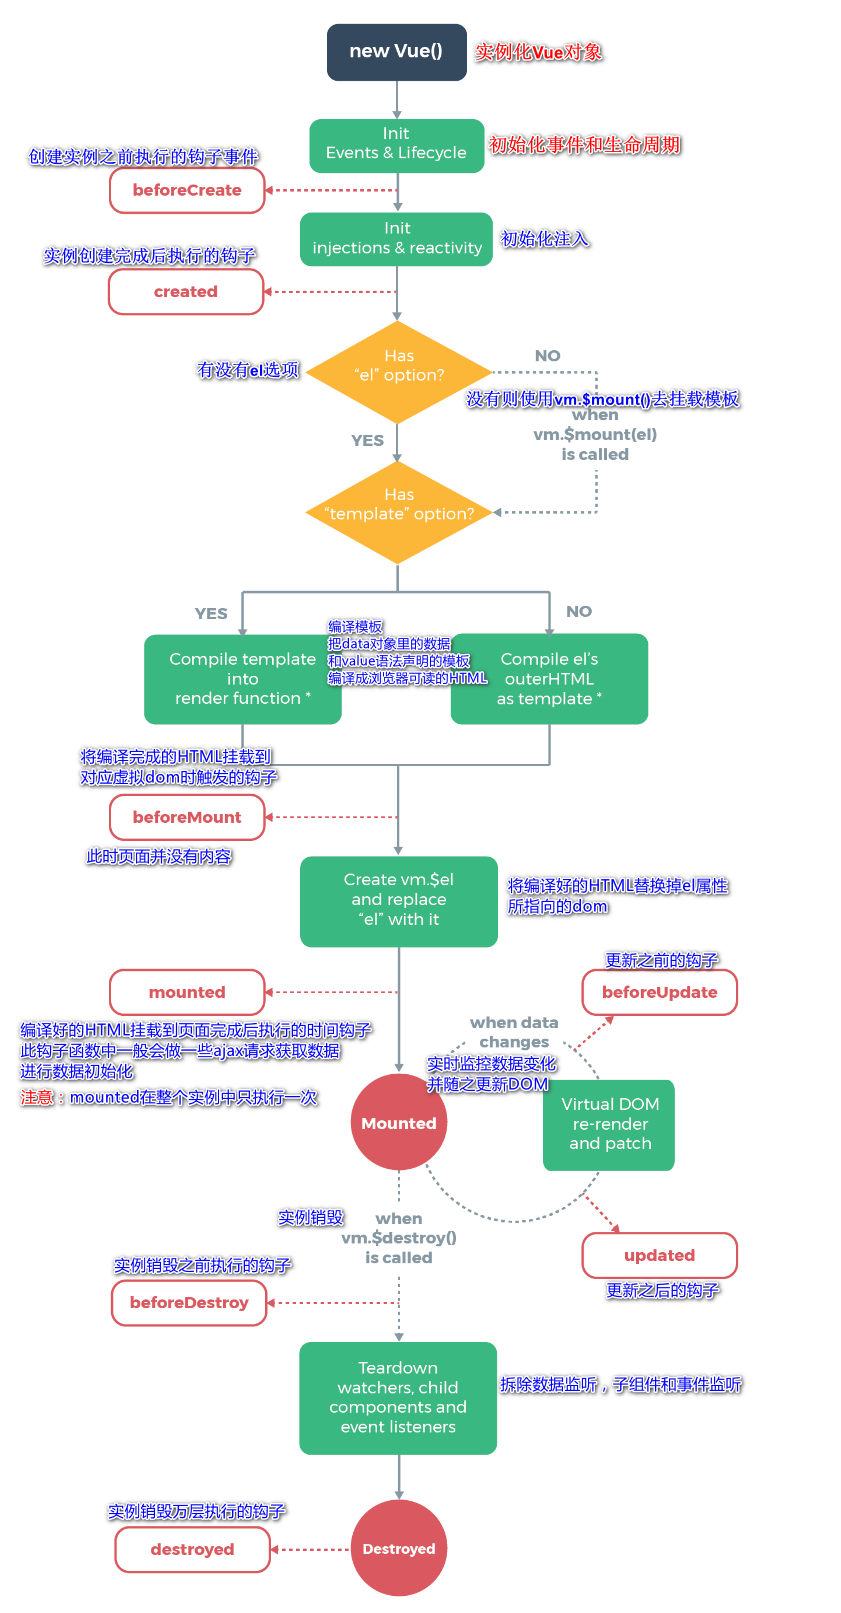 new Vue()
实例化Vue对象
Init
Events & Lifecycle
初始化事件和生命周期
创建实例之前执行的钩子事件
beforeCreate
Init
injections & reactivity
初始化注入
实例创建完成后执行的钩子
created
Has
“el” option?
有没有el选项
NO
没有则使用vm.$mount()去挂载模板
when
vm.$mount(el)
is called
YES
Has
“template” option?
YES
NO
Compile template
into
render function *
编译模板
把data对象里的数据
和value语法声明的模板
编译成浏览器可读的HTML
Compile el’s
outerHTML
as template *
将编译完成的HTML挂载到
对应虚拟dom时触发的钩子
beforeMount
此时页面并没有内容
Create vm.$el
and replace
“el” with it
将编译好的HTML替换掉el属性
所指向的dom
mounted
编译好的HTML挂载到页面完成后执行的时间钩子
此钩子函数中一般会做一些ajax请求获取数据
进行数据初始化
注意：mounted在整个实例中只执行一次
更新之前的钩子
beforeUpdate
when data
changes
实时监控数据变化
并随之更新DOM
Mounted
Virtual DOM
re-render
and patch
updated
更新之后的钩子
实例销毁
when
vm.$destroy()
is called
实例销毁之前执行的钩子
beforeDestroy
Teardown
watchers, child
components and
event listeners
拆除数据监听，子组件和事件监听
实例销毁万层执行的钩子
destroyed
Destroyed